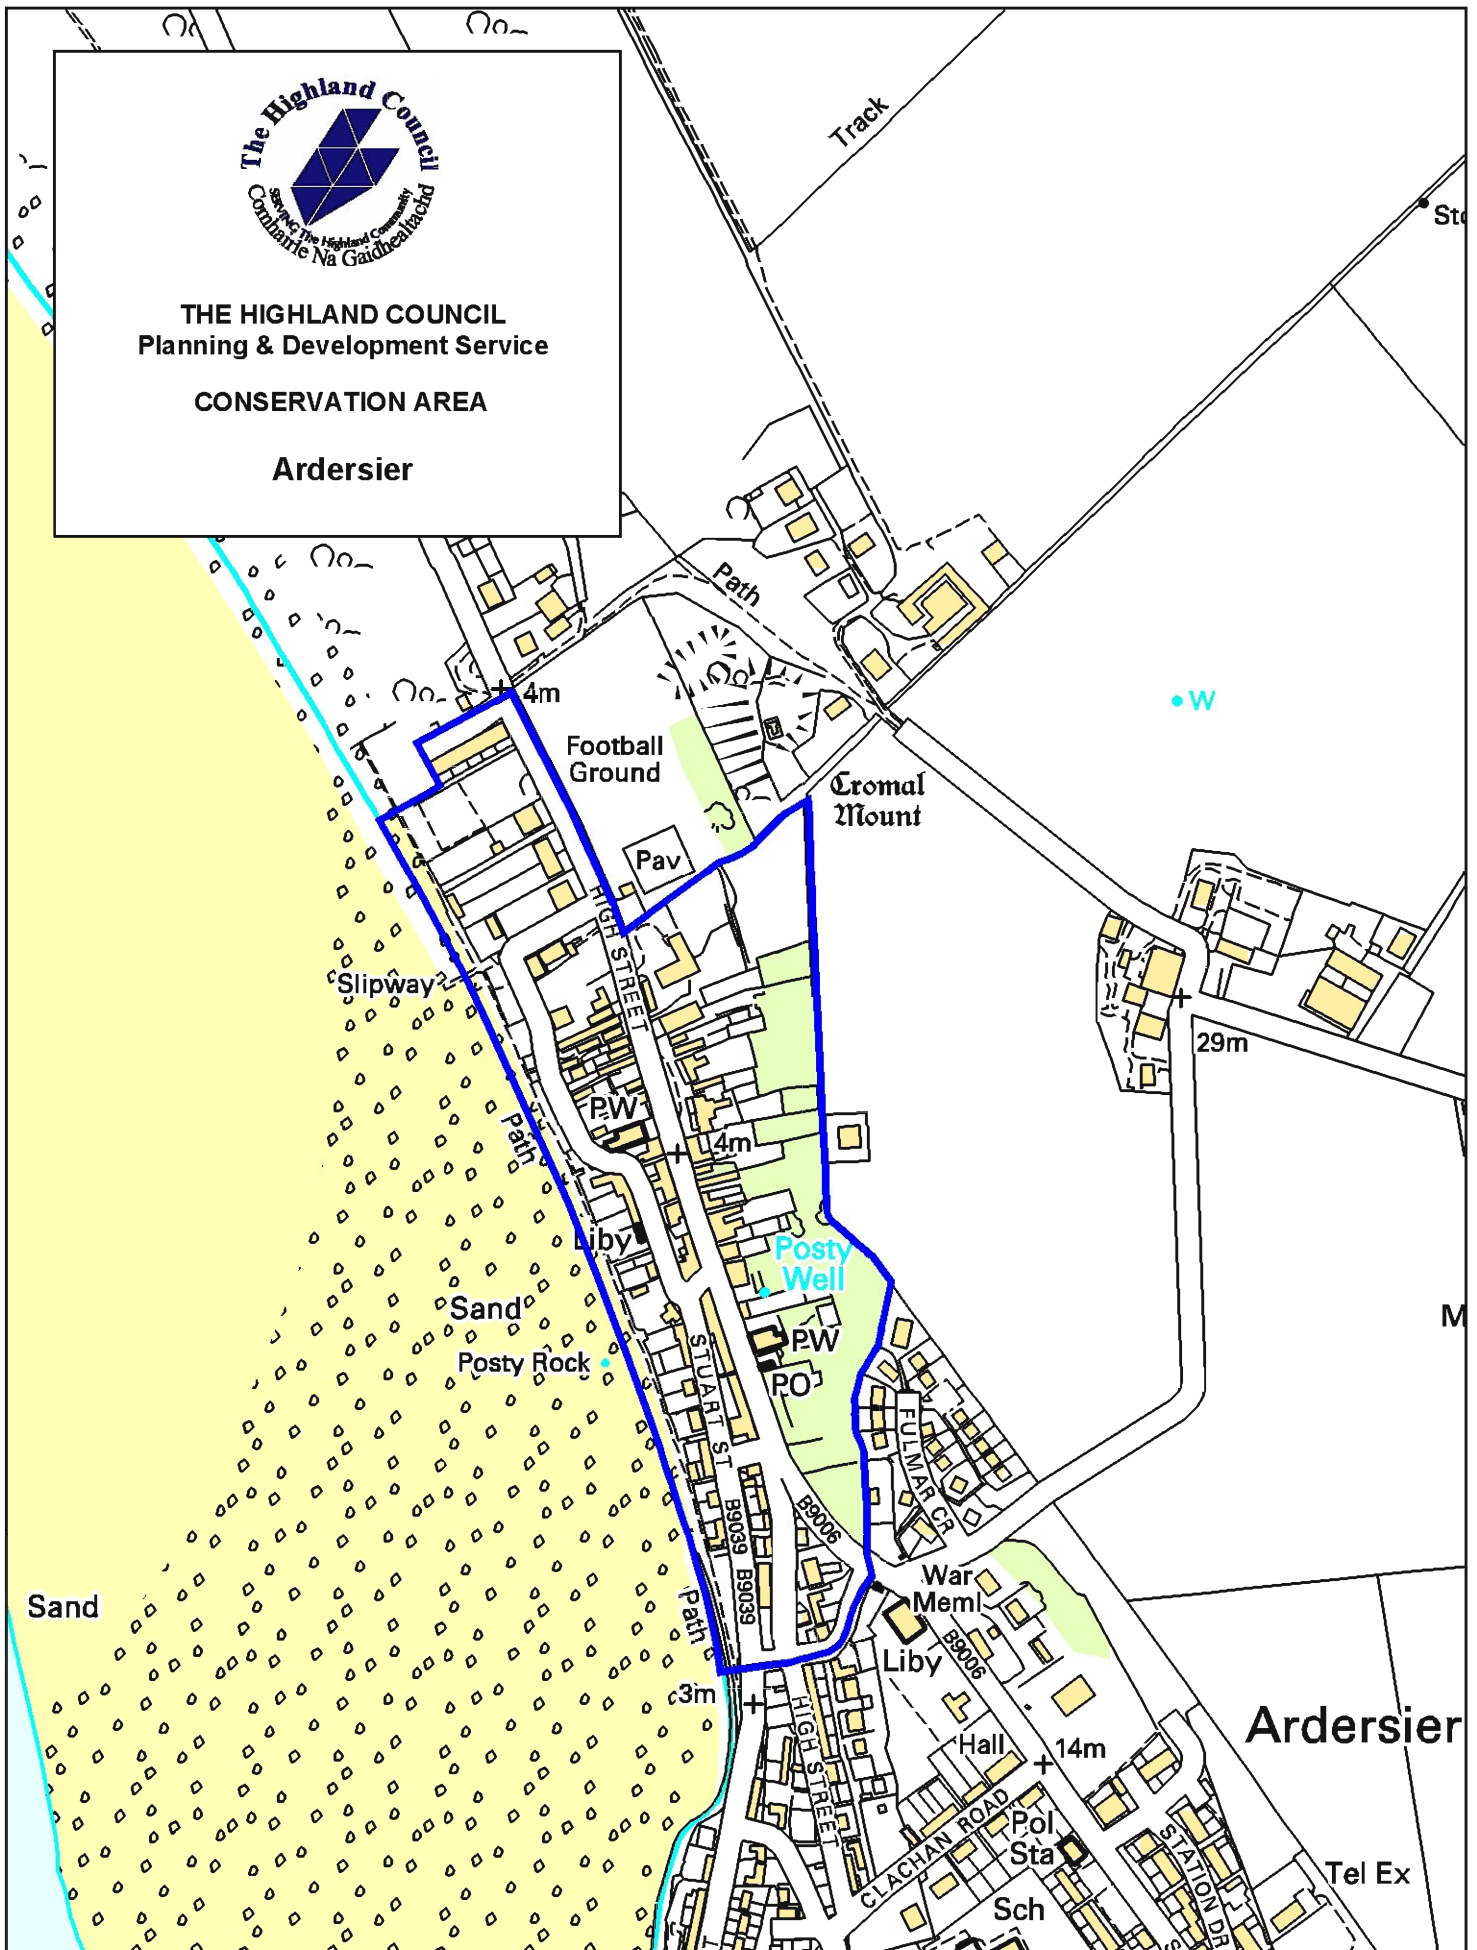 The Highland Council
SERVING The Highland Community
Comhairle Na Gaidhealtachd
THE HIGHLAND COUNCIL
Planning & Development Service
CONSERVATION AREA
Ardersier
Track
Path
W
4m
Football
Ground
Cromal
Mount
Pav
HIGH STREET
Slipway
29m
PW
Path
4m
Liby
Posty
Well
Sand
PW
Posty Rock
PO
STUART ST
FULMAR CR
B9039
B9006
B9039
War
Meml
Sand
Path
Liby
B9006
3m
HIGH STREET
Ardersier
Hall
14m
CLACHAN ROAD
Pol
Sta
STATION DR
Tel Ex
Sch